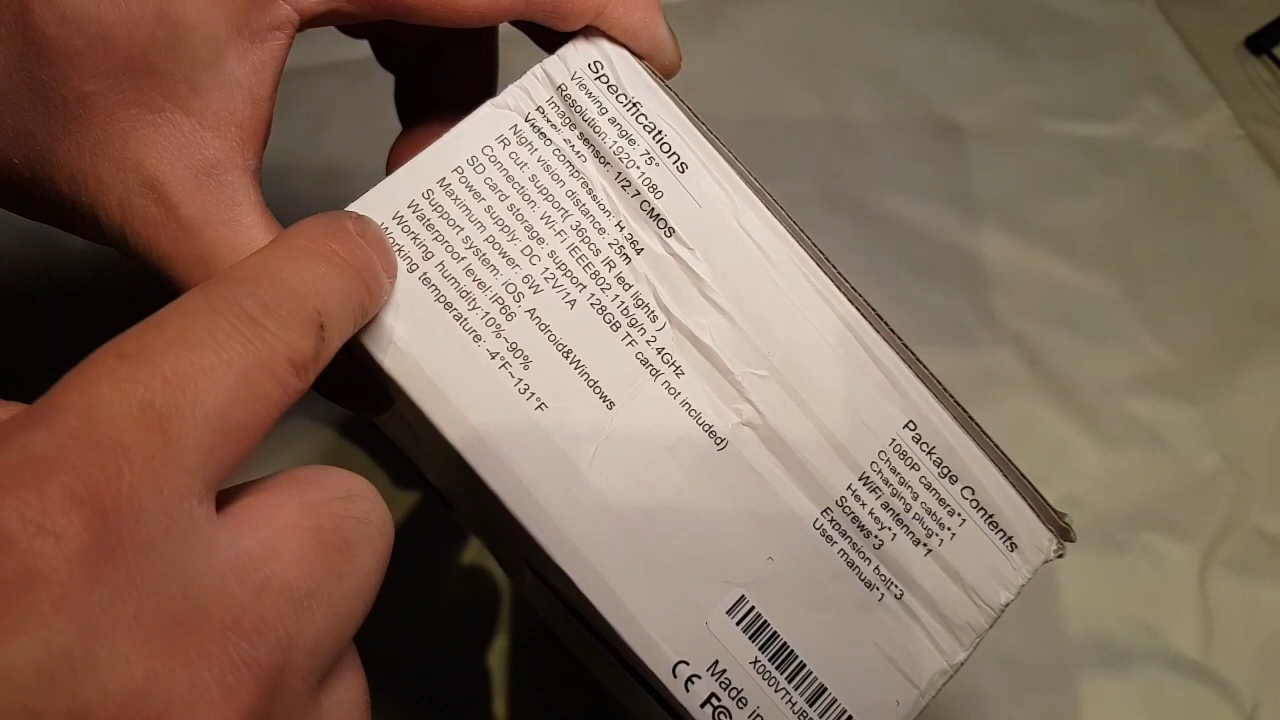 Specifications
Viewing angle: 75°
Resolution:1920*1080
Image sensor: 1/2.7 CMOS
Video compression: H.264
Night vision distance: 25m
IR cut: support( 36pcs IR led lights )
Connection: Wi-Fi IEEE802.11b/g/n 2.4GHz
SD card storage: support 128GB TF card( not included)
Power supply: DC 12V/1A
Maximum power: 6W
Support system: iOS, Android&Windows
Waterproof level:IP66
Working humidity:10%~90%
Working temperature: -4°F~131°F
Package Contents
1080P camera*1
Charging cable*1
Charging plug*1
WiFi antenna*1
Hex key*1
Screws*3
Expansion bolt*3
User manual*1
Made in
CE FC